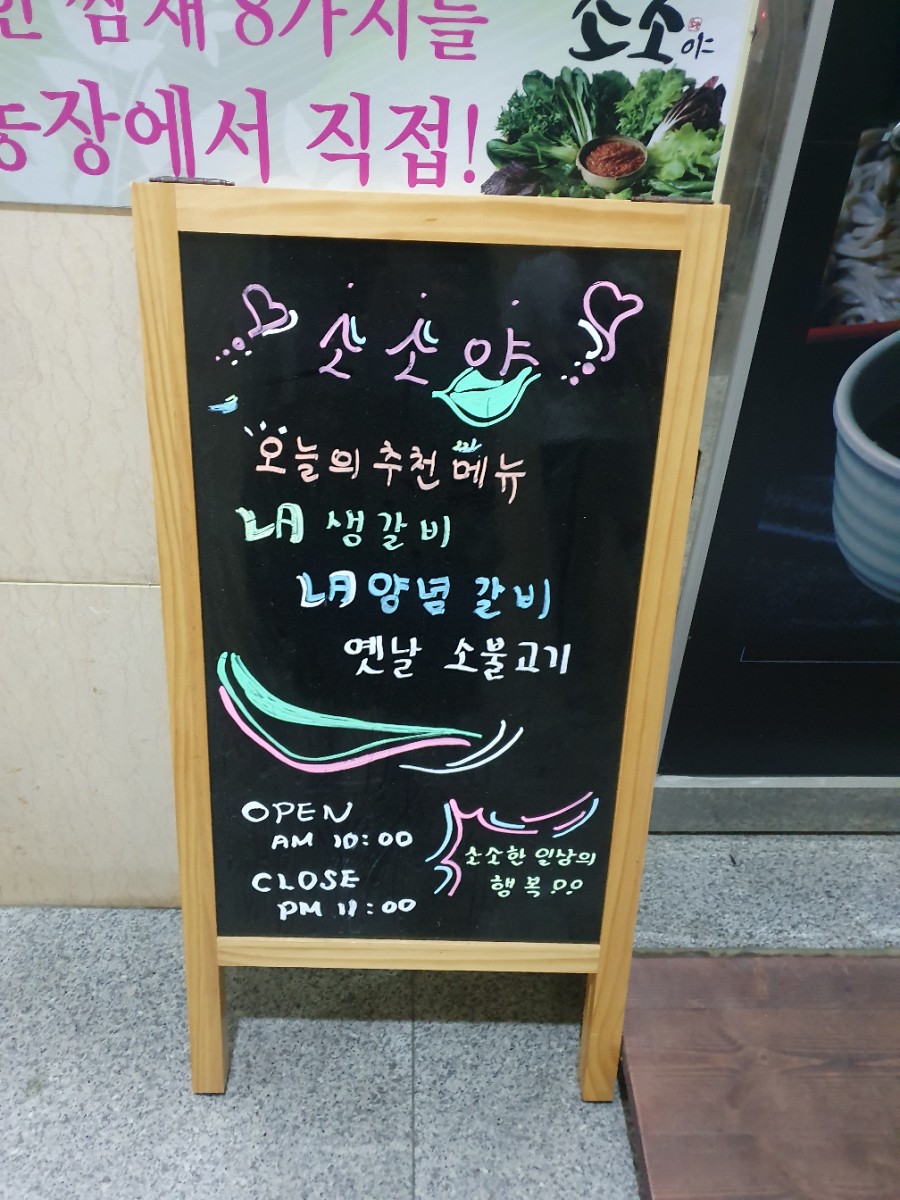 쌈채 8가지를
농장에서 직접!
소소야
소소야
오늘의 추천 메뉴
LA 생갈비
LA 양념 갈비
옛날 소불고기
OPEN
AM 10:00
CLOSE
PM 11:00
소소한 일상의
행복